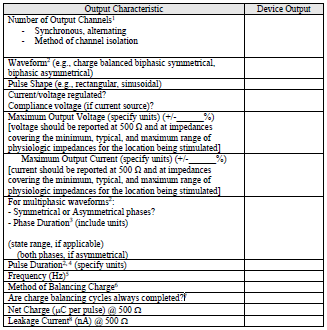 Output Characteristic
Device Output
Number of Output Channels¹
- Synchronous, alternating
- Method of channel isolation
Waveform² (e.g., charge balanced biphasic symmetrical,
biphasic asymmetrical)
Pulse Shape (e.g., rectangular, sinusoidal)
Current/voltage regulated?
Compliance voltage (if current source)?
Maximum Output Voltage (specify units) (+/-______%)
[voltage should be reported at 500 Ω and at impedances
covering the minimum, typical, and maximum range of
physiologic impedances for the location being stimulated]
Maximum Output Current (specify units) (+/-______%)
[current should be reported at 500 Ω and at impedances
covering the minimum, typical, and maximum range of
physiologic impedances for the location being stimulated]
For multiphasic waveforms²:
- Symmetrical or Asymmetrical phases?
- Phase Duration³ (include units)
(state range, if applicable)
(both phases, if asymmetrical)
Pulse Duration²,⁴ (specify units)
Frequency (Hz)⁵
Method of Balancing Charge⁶
Are charge balancing cycles always completed?⁷
Net Charge (µC per pulse) @ 500 Ω
Leakage Current⁸ (nA) @ 500 Ω